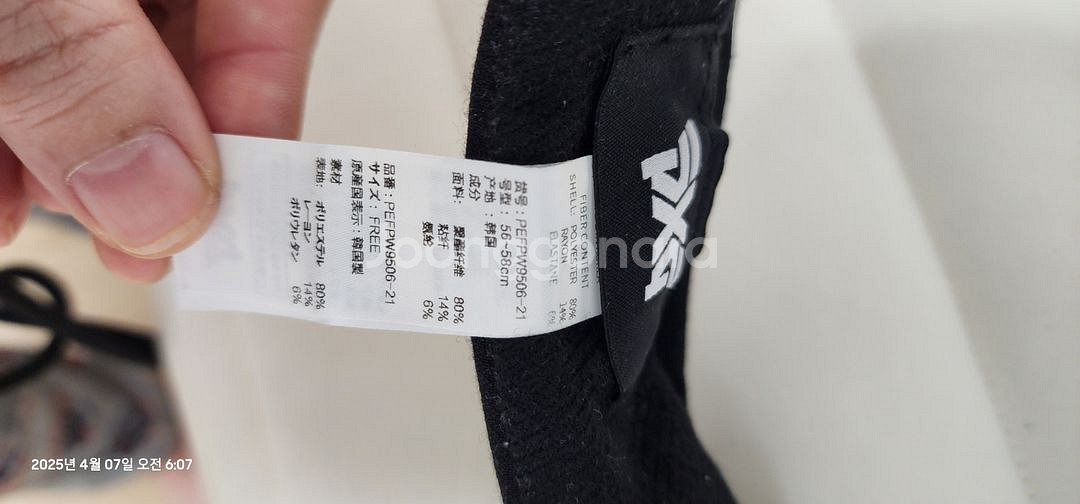 PXG
FIBER CONTENT
SHELL: POLYESTER 80%
RAYON 14%
ELASTANE 6%
货号：PEFPW9506-21
号型：56~58cm
产地：韩国
成分
面料: 聚酯纤维 80%
粘纤 14%
氨纶 6%
品番：PEFPW9506-21
サイズ：FREE
原産国表示：韓国製
素材
表地: ポリエステル 80%
レーヨン 14%
ポリウレタン 6%
2025년 4월 07일 오전 6:07